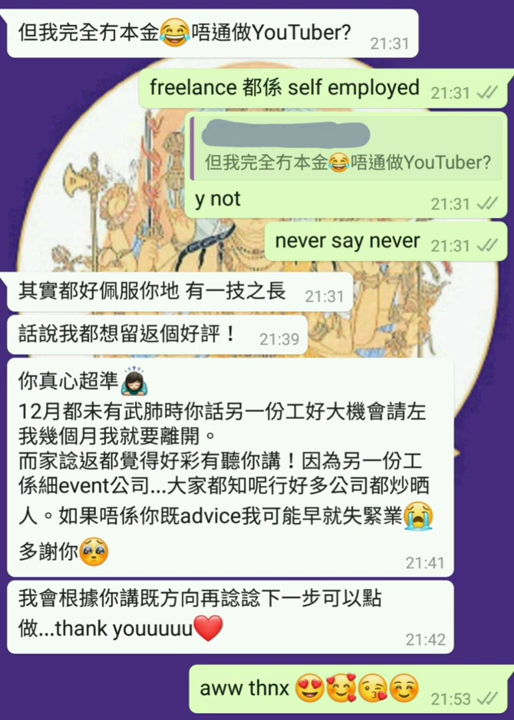 但我完全冇本金😂唔通做YouTuber?
21:31
freelance 都係 self employed
21:31
但我完全冇本金😂唔通做YouTuber?
y not
21:31
never say never
21:31
其實都好佩服你地 有一技之長
21:31
話說我都想留返個好評！
21:39
你真心超準🙇🏻‍♀️
12月都未有武肺時你話另一份工好大機會請左
我幾個月我就要離開。
而家諗返都覺得好彩有聽你講！因為另一份工
係細event公司...大家都知呢行好多公司都炒晒
人。如果唔係你既advice我可能早就失緊業😭
多謝你🥺
21:41
我會根據你講既方向再諗諗下一步可以點
做...thank youuuuu❤️
21:42
aww thnx 😍🥰😘☺️
21:53